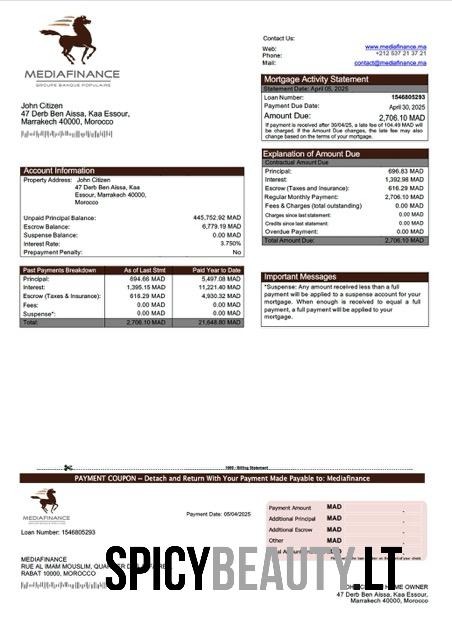 MEDIAFINANCE
GROUPE BANQUE POPULAIRE
Contact Us:
Web: www.mediafinance.ma
Phone: +212 537 21 37 21
Mail: contact@mediafinance.ma
John Citizen
47 Derb Ben Aissa, Kaa Essour,
Marrakech 40000, Morocco
Mortgage Activity Statement
Statement Date: April 05, 2025
Loan Number: 1546805293
Payment Due Date: April 30, 2025
Amount Due: 2,706.10 MAD
If payment is received after 30/04/25, a late fee of 104.49 MAD will
be charged. If the Amount Due changes, the late fee may also
change based on the terms of your mortgage.
Account Information
Property Address: John Citizen
47 Derb Ben Aissa, Kaa
Essour, Marrakech 40000,
Morocco
Unpaid Principal Balance: 445,752.92 MAD
Escrow Balance: 6,779.19 MAD
Suspense Balance: 0.00 MAD
Interest Rate: 3.750%
Prepayment Penalty: No
Explanation of Amount Due
Contractual Amount Due
Principal: 696.83 MAD
Interest: 1,392.98 MAD
Escrow (Taxes and Insurance): 616.29 MAD
Regular Monthly Payment: 2,706.10 MAD
Fees & Charges (total outstanding) 0.00 MAD
Charges since last statement: 0.00 MAD
Credits since last statement: 0.00 MAD
Overdue Payment: 0.00 MAD
Total Amount Due: 2,706.10 MAD
Past Payments Breakdown As of Last Stmt Paid Year to Date
Principal: 694.66 MAD 5,497.08 MAD
Interest: 1,395.15 MAD 11,221.40 MAD
Escrow (Taxes & Insurance): 616.29 MAD 4,930.32 MAD
Fees: 0.00 MAD 0.00 MAD
Suspense*: 0.00 MAD 0.00 MAD
Total: 2,706.10 MAD 21,648.80 MAD
Important Messages
*Suspense: Any amount received less than a full
payment will be applied to a suspense account for your
mortgage. When enough is received to equal a full
payment, a full payment will be applied to your
mortgage.
Billing Statement
PAYMENT COUPON – Detach and Return With Your Payment Made Payable to: Mediafinance
MEDIAFINANCE
Loan Number: 1546805293
Payment Date: 05/04/2025
Payment Amount MAD .
Additional Principal MAD .
Additional Escrow MAD .
Other MAD .
MAD
MEDIAFINANCE
RUE AL IMAM MOUSLIM,
RABAT 10000, MOROCCO
SPICYBEAUTY.LT
HOME OWNER
47 Derb Ben Aissa, Kaa Essour,
Marrakech 40000, Morocco